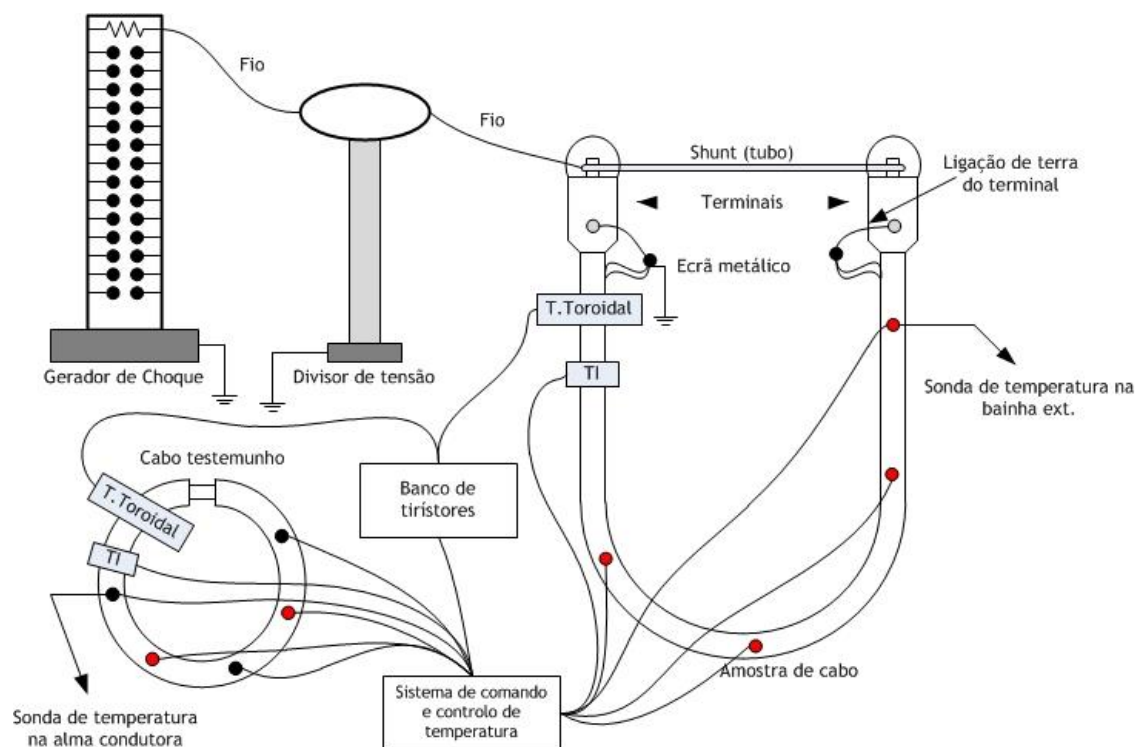 Fio
Fio
Shunt (tubo)
Ligação de terra
do terminal
Terminais
Ecrã metálico
T.Toroidal
Gerador de Choque
Divisor de tensão
TI
Sonda de temperatura na
bainha ext.
Cabo testemunho
Banco de
tirístores
T.Toroidal
TI
Amostra de cabo
Sistema de comando
e controlo de
temperatura
Sonda de temperatura
na alma condutora